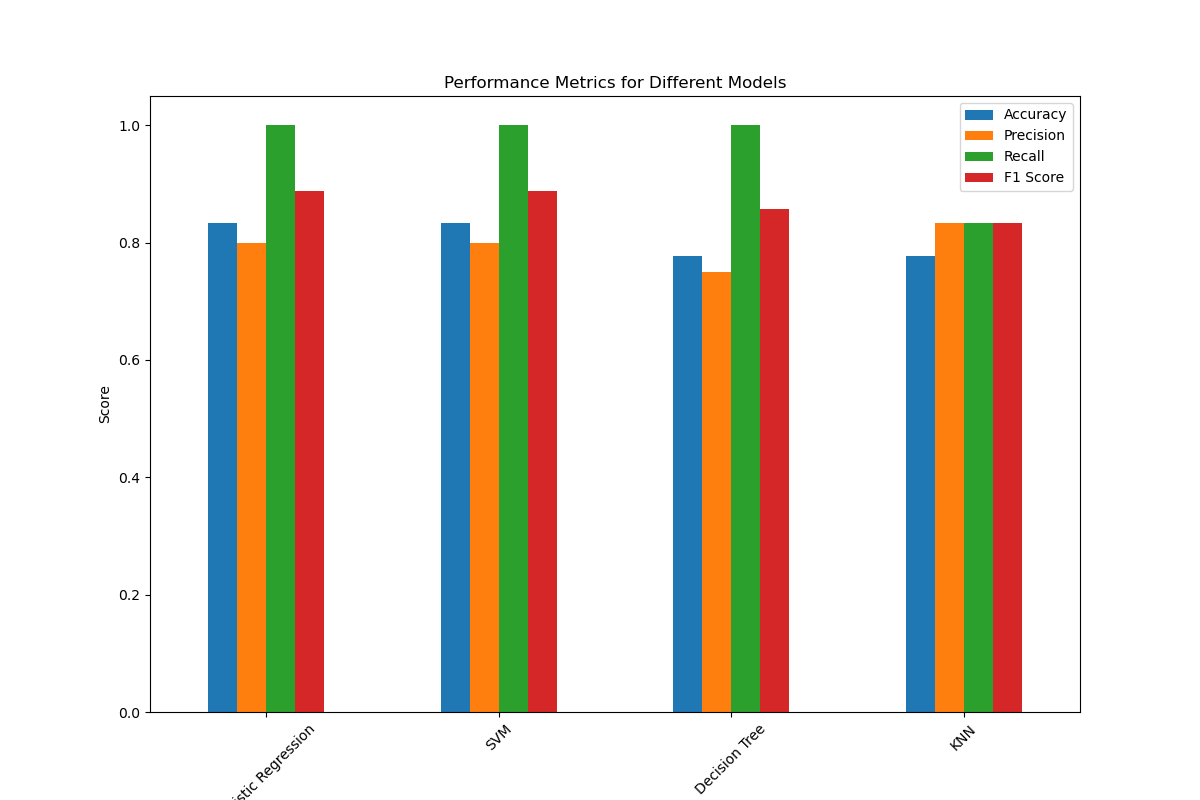 Performance Metrics for Different Models
Accuracy
Precision
Recall
F1 Score
Score
1.0
0.8
0.6
0.4
0.2
0.0
istic Regression
SVM
Decision Tree
KNN